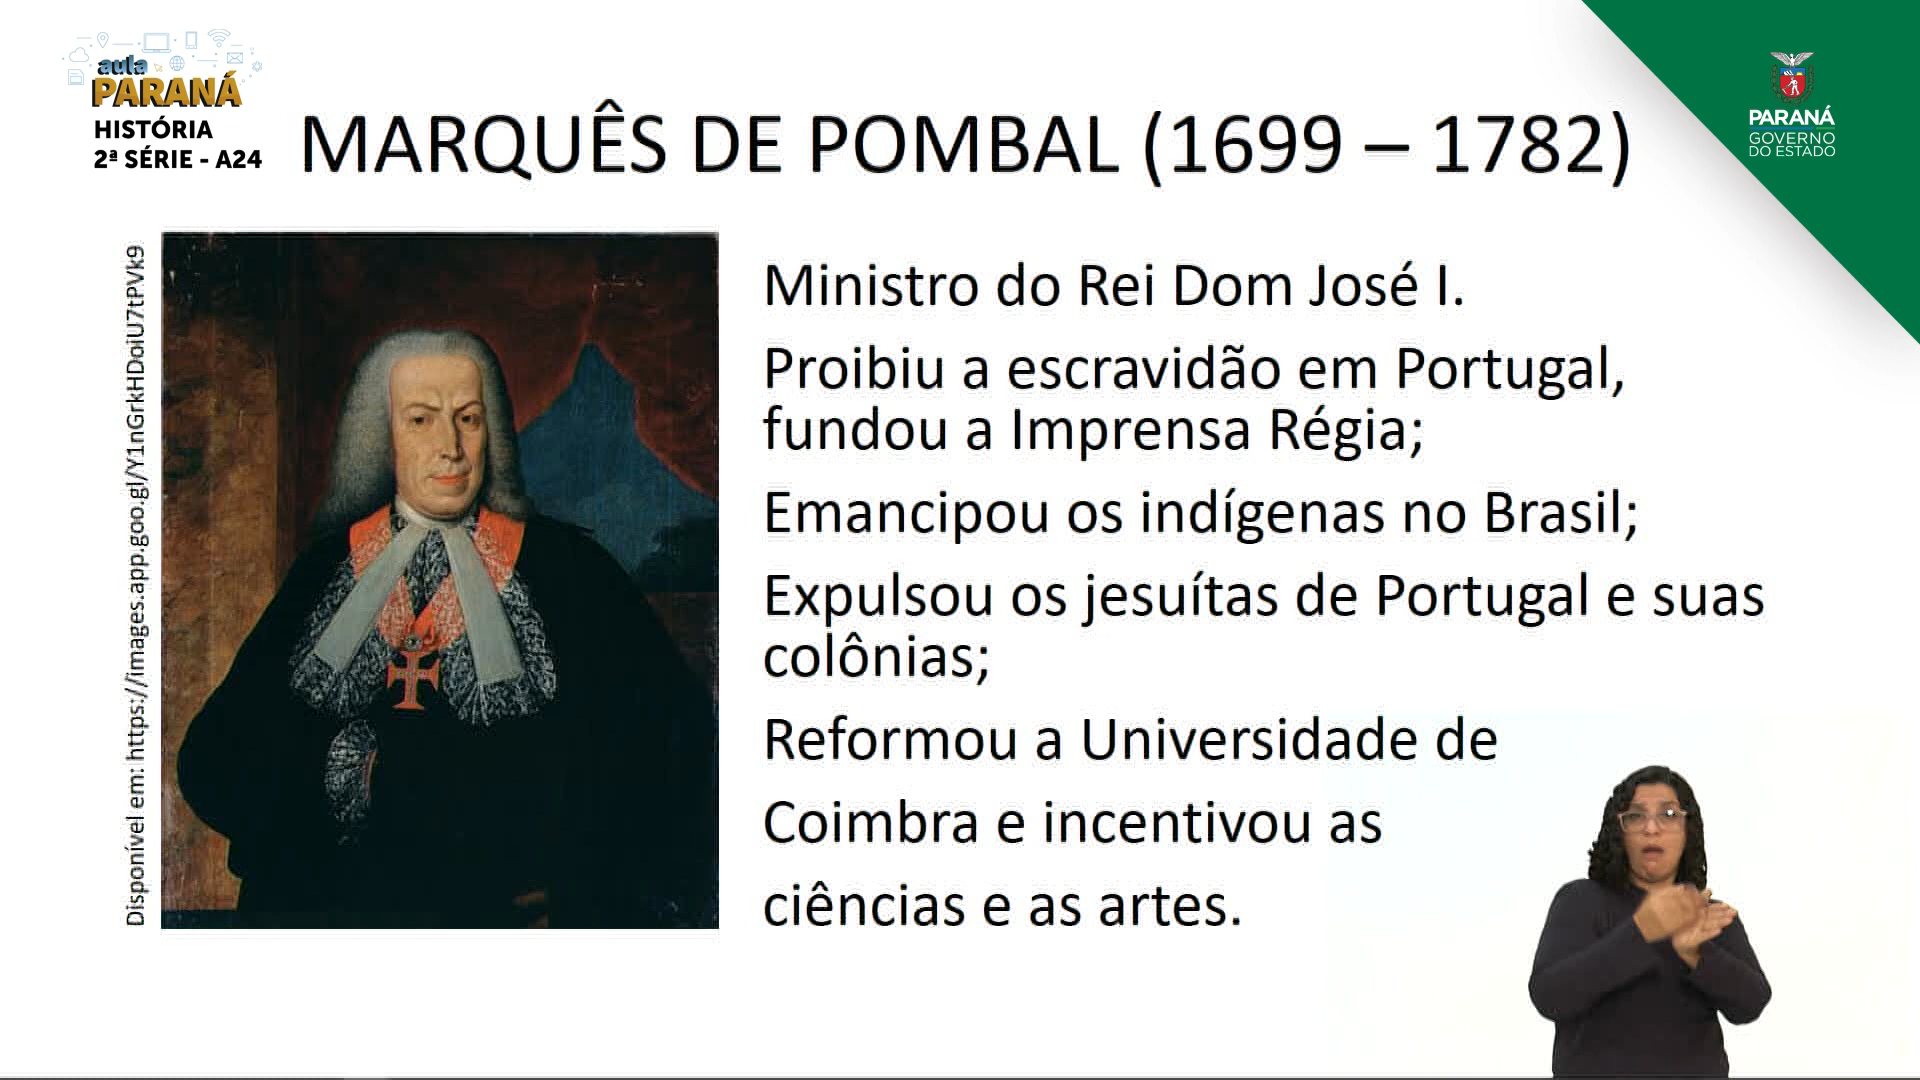 aula
PARANÁ
HISTÓRIA
2ª SÉRIE - A24
MARQUÊS DE POMBAL (1699 – 1782)
PARANÁ
GOVERNO
DO ESTADO
Disponível em: https://images.app.goo.gl/Y1nGrkHDoiU7tPVk9
Ministro do Rei Dom José I.
Proibiu a escravidão em Portugal,
fundou a Imprensa Régia;
Emancipou os indígenas no Brasil;
Expulsou os jesuítas de Portugal e suas
colônias;
Reformou a Universidade de
Coimbra e incentivou as
ciências e as artes.